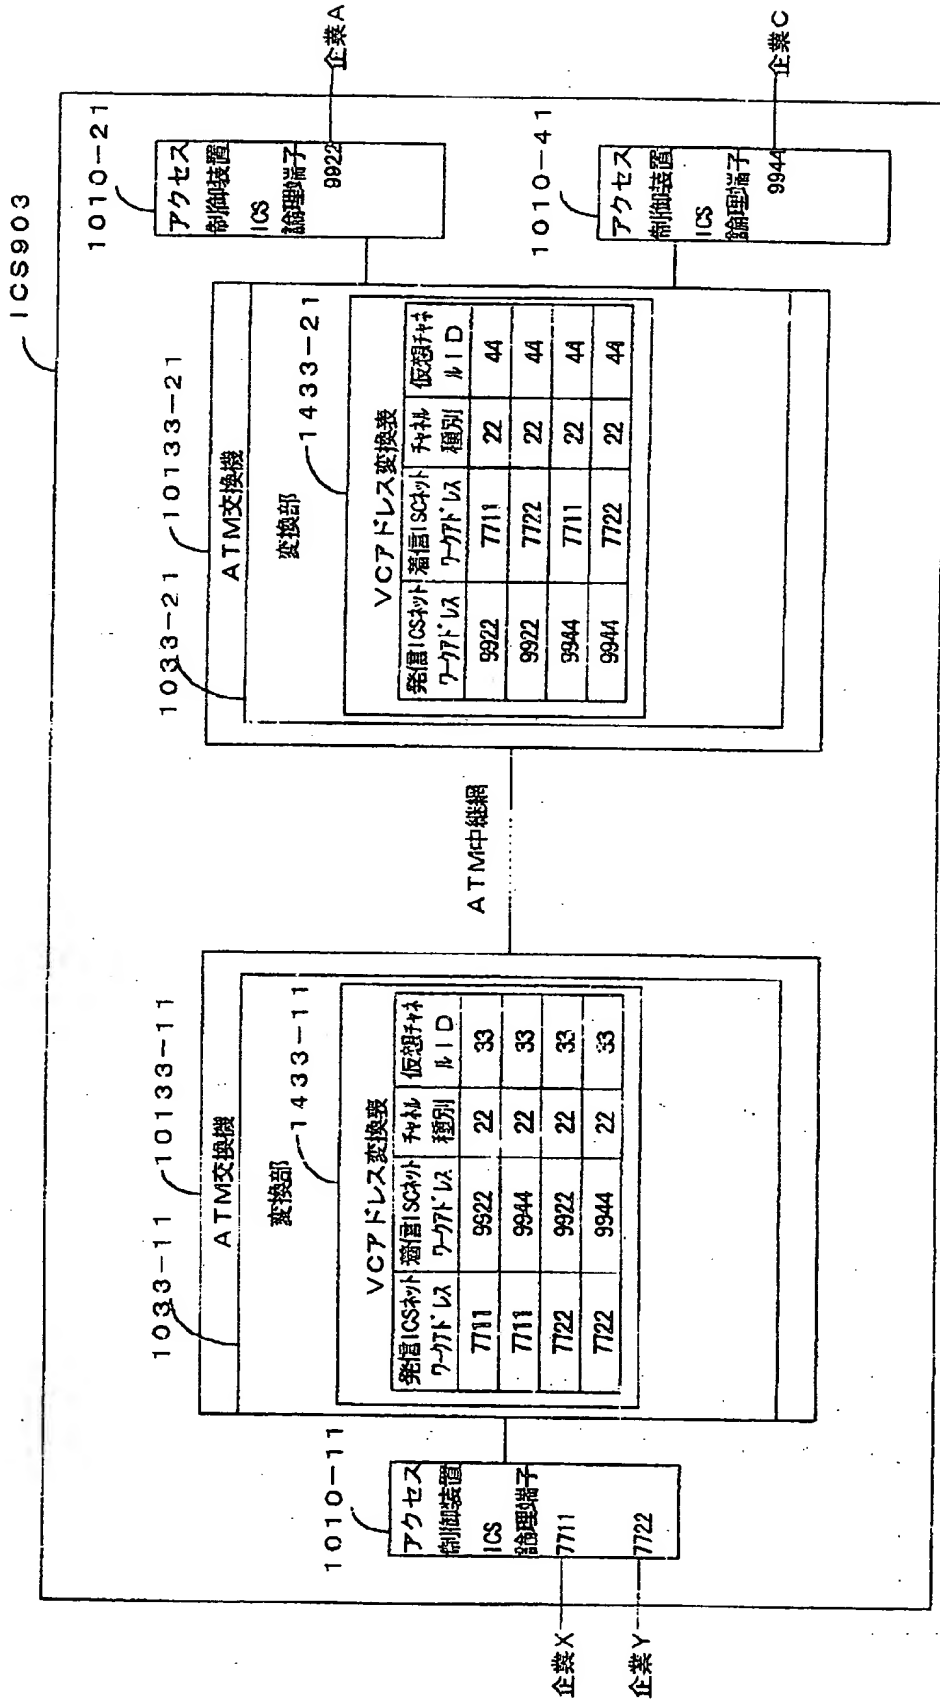 ICS903
1010-11
アクセス
制御装置
ICS
論理端子
7711
7722
企業X
企業Y
1033-11
10133-11
ATM交換機
変換部
1433-11
VCアドレス変換表
発信ICSネット
ワークアドレス
着信ISCネット
ワークアドレス
チャネル
種別
仮想チャネ
ルID
7711 9922 22 33
7711 9944 22 33
7722 9922 22 33
7722 9944 22 33
ATM中継網
1033-21
10133-21
ATM交換機
変換部
1433-21
VCアドレス変換表
発信ICSネット
ワークアドレス
着信ISCネット
ワークアドレス
チャネル
種別
仮想チャネ
ルID
9922 7711 22 44
9922 7722 22 44
9944 7711 22 44
9944 7722 22 44
1010-21
アクセス
制御装置
ICS
論理端子
9922
企業A
1010-41
アクセス
制御装置
ICS
論理端子
9944
企業C